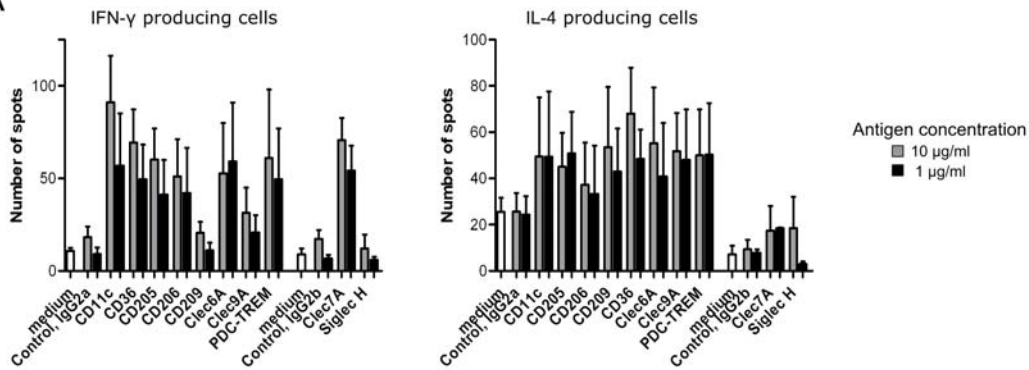 A
IFN-γ producing cells
Number of spots
100
50
0
medium
Control, IgG2a
CD11c
CD36
CD205
CD206
CD209
Clec6A
Clec9A
PDC-TREM
medium
Control, IgG2b
Clec7A
Siglec H
IL-4 producing cells
Number of spots
100
80
60
40
20
0
medium
Control, IgG2a
CD11c
CD205
CD206
CD209
CD36
Clec6A
Clec9A
PDC-TREM
medium
Control, IgG2b
Clec7A
Siglec H
Antigen concentration
10 µg/ml
1 µg/ml